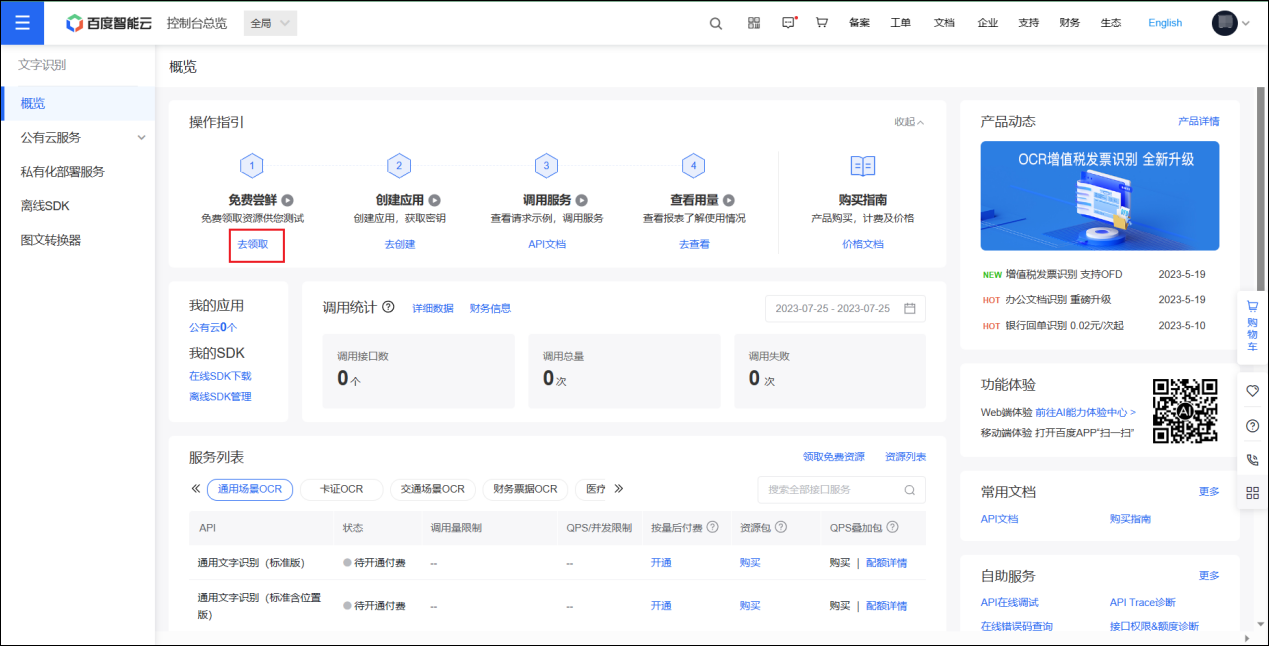 百度智能云 控制台总览 全局 备案 工单 文档 企业 支持 财务 生态 English
文字识别
概览
公有云服务
私有化部署服务
离线SDK
图文转换器
概览
操作指引 收起
1 2 3 4
免费尝鲜 创建应用 调用服务 查看用量 购买指南
免费领取资源供您测试 创建应用，获取密钥 查看请求示例，调用服务 查看报表了解使用情况 产品购买，计费及价格
去领取 去创建 API文档 去查看 价格文档
我的应用
公有云0个
我的SDK
在线SDK下载
离线SDK管理
调用统计 详细数据 财务信息 2023-07-25 - 2023-07-25
调用接口数 调用总量 调用失败
0个 0次 0次
服务列表 领取免费资源 资源列表
通用场景OCR 卡证OCR 交通场景OCR 财务票据OCR 医疗 搜索全部接口服务
API 状态 调用量限制 QPS/并发限制 按量后付费 资源包 QPS叠加包
通用文字识别（标准版） 待开通付费 -- -- 开通 购买 购买 | 配额详情
通用文字识别（标准含位置
版） 待开通付费 -- -- 开通 购买 购买 | 配额详情
产品动态 产品详情
OCR增值税发票识别 全新升级
NEW 增值税发票识别 支持OFD 2023-5-19
HOT 办公文档识别 重磅升级 2023-5-19
HOT 银行回单识别 0.02元/次起 2023-5-10
功能体验
Web端体验 前往AI能力体验中心 >
移动端体验 打开百度APP“扫一扫”
AI
常用文档 更多
API文档 购买指南
自助服务 更多
API在线调试 API Trace诊断
在线错误码查询 接口权限&额度诊断
购
物
车